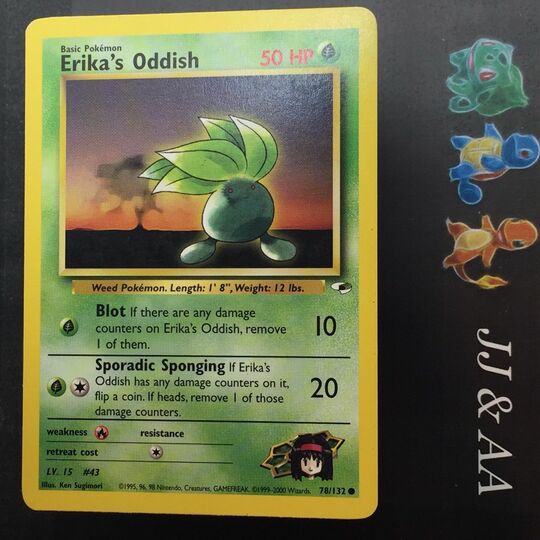 Basic Pokémon
Erika's Oddish
50 HP
Weed Pokémon. Length: 1' 8", Weight: 12 lbs.
Blot If there are any damage
counters on Erika's Oddish, remove
1 of them.
10
Sporadic Sponging If Erika's
Oddish has any damage counters on it,
flip a coin. If heads, remove 1 of those
damage counters.
20
weakness
resistance
retreat cost
LV. 15 #43
Illus. Ken Sugimori
©1995, 96, 98 Nintendo, Creatures, GAMEFREAK. ©1999-2000 Wizards. 78/132
JJ & AA